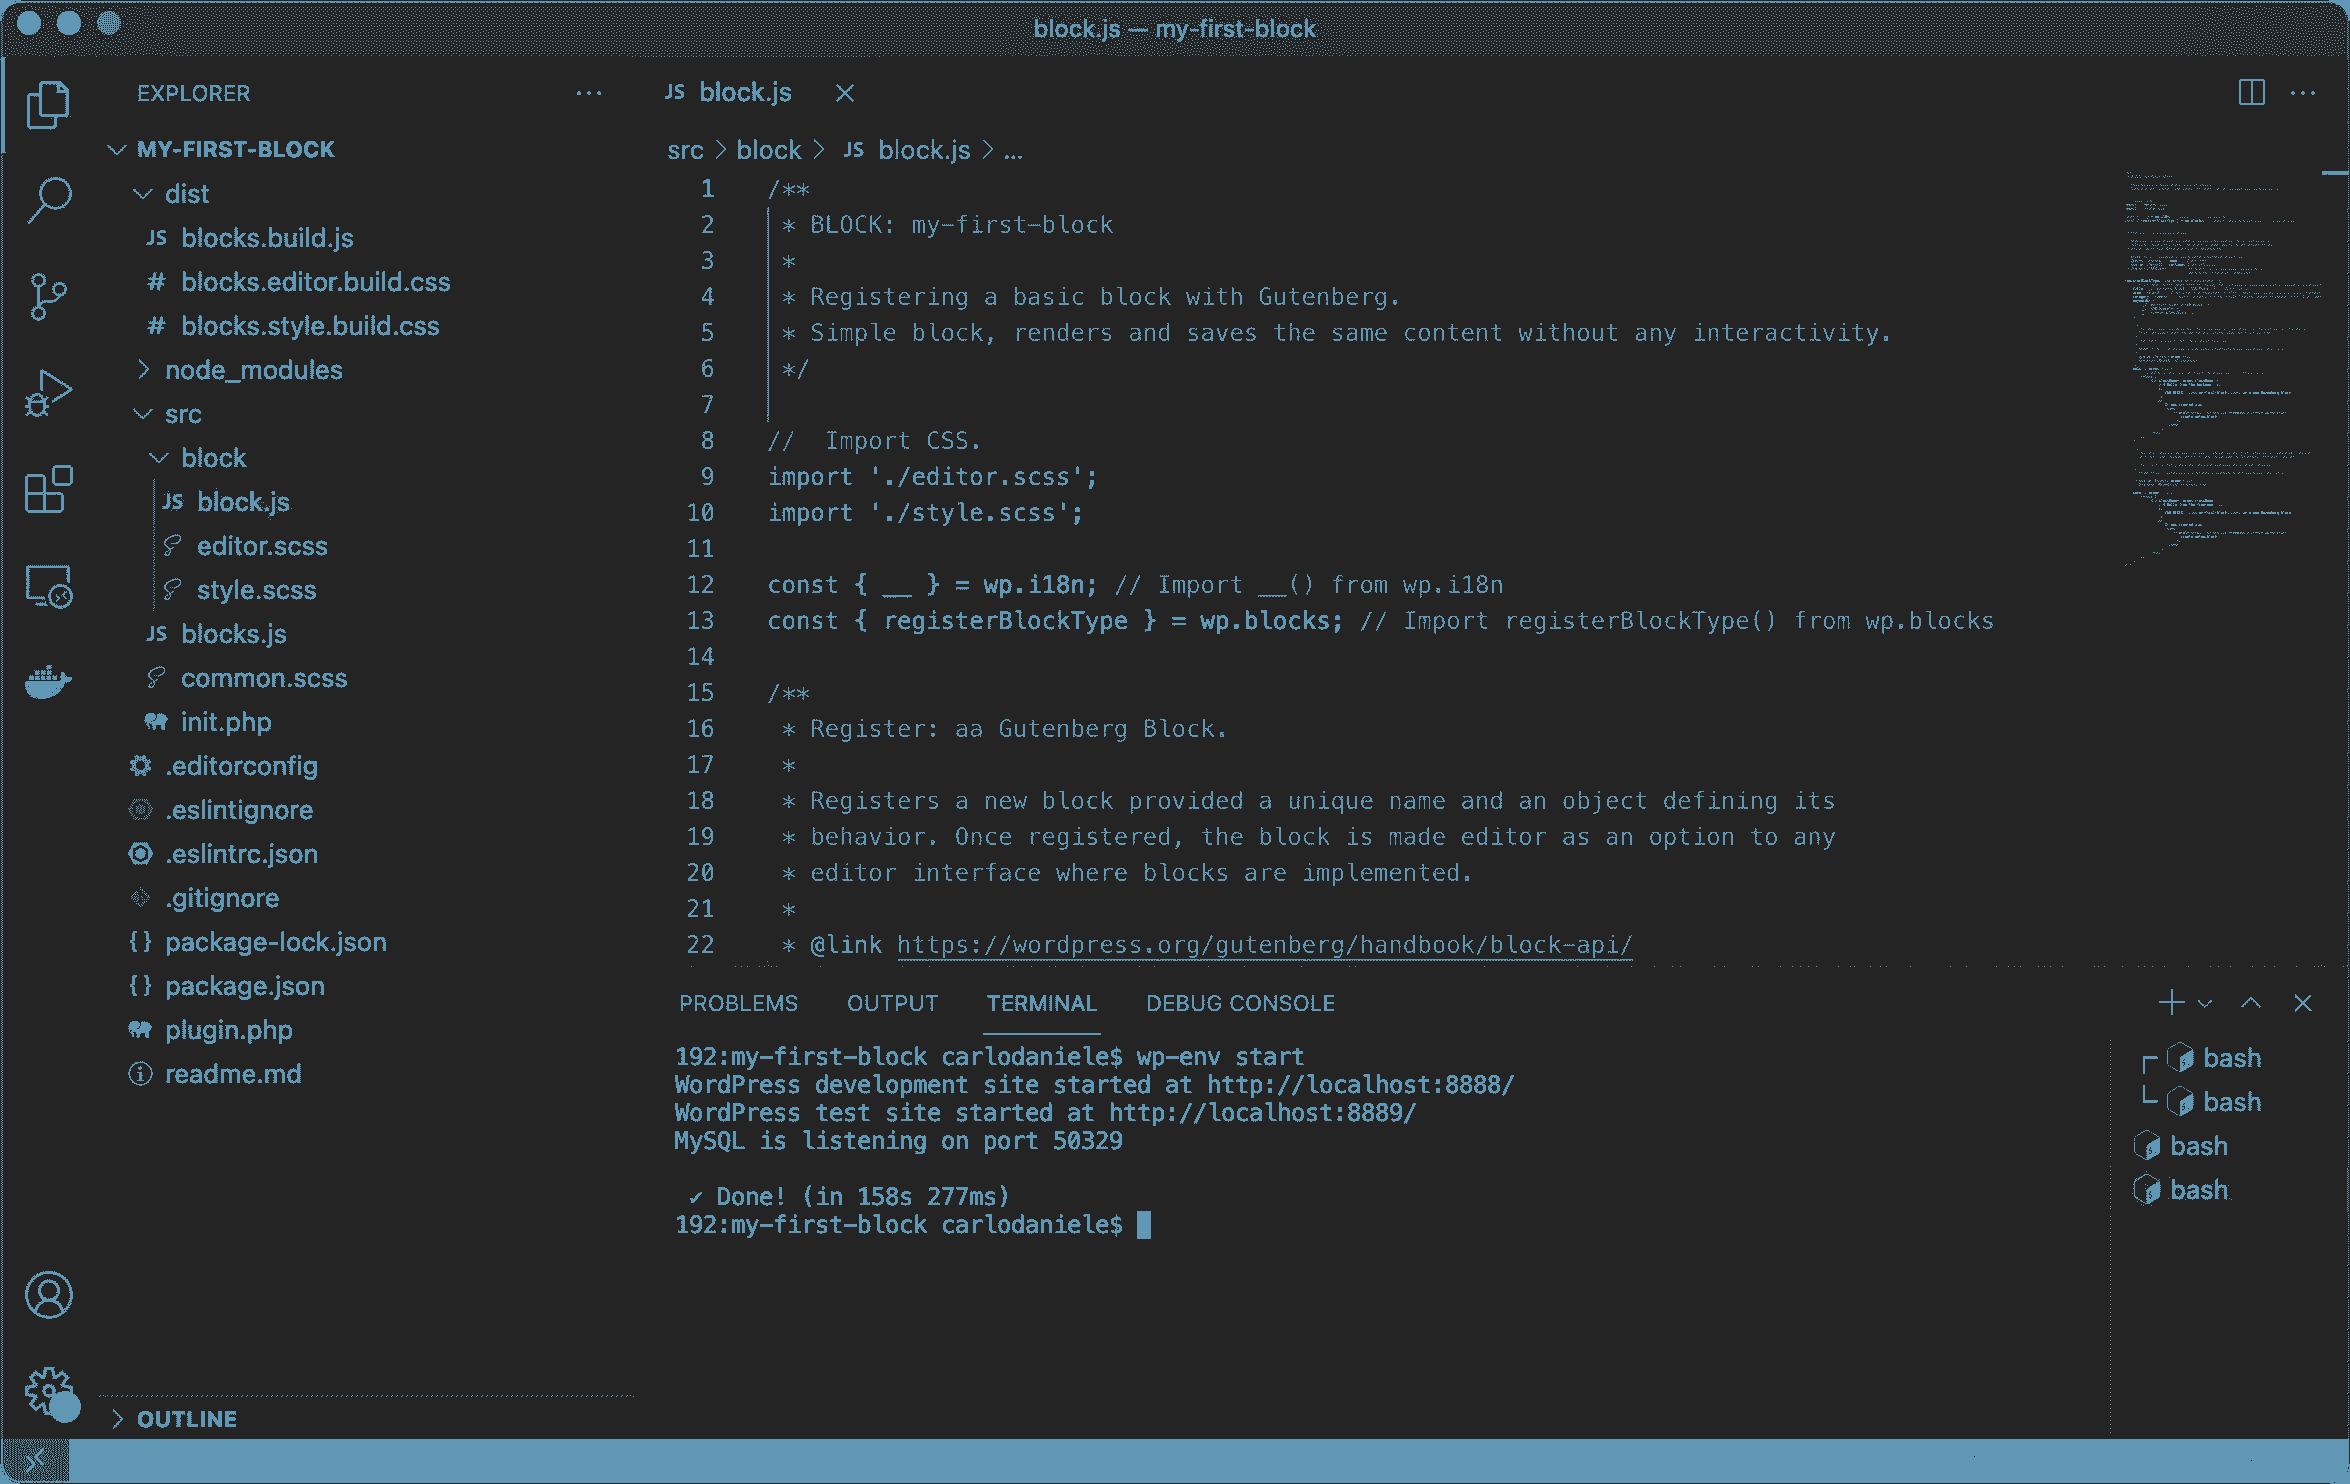 block.js — my-first-block
EXPLORER
MY-FIRST-BLOCK
dist
JS blocks.build.js
# blocks.editor.build.css
# blocks.style.build.css
node_modules
src
block
JS block.js
editor.scss
style.scss
JS blocks.js
common.scss
init.php
.editorconfig
.eslintignore
.eslintrc.json
.gitignore
{} package-lock.json
{} package.json
plugin.php
readme.md
OUTLINE
JS block.js
src > block > JS block.js > ...
1 /**
2 * BLOCK: my-first-block
3 *
4 * Registering a basic block with Gutenberg.
5 * Simple block, renders and saves the same content without any interactivity.
6 */
7
8 //  Import CSS.
9 import './editor.scss';
10 import './style.scss';
11
12 const { __ } = wp.i18n; // Import __() from wp.i18n
13 const { registerBlockType } = wp.blocks; // Import registerBlockType() from wp.blocks
14
15 /**
16 * Register: aa Gutenberg Block.
17 *
18 * Registers a new block provided a unique name and an object defining its
19 * behavior. Once registered, the block is made editor as an option to any
20 * editor interface where blocks are implemented.
21 *
22 * @link https://wordpress.org/gutenberg/handbook/block-api/
PROBLEMS OUTPUT TERMINAL DEBUG CONSOLE
192:my-first-block carlodaniele$ wp-env start
WordPress development site started at http://localhost:8888/
WordPress test site started at http://localhost:8889/
MySQL is listening on port 50329
✔ Done! (in 158s 277ms)
192:my-first-block carlodaniele$
bash
bash
bash
bash